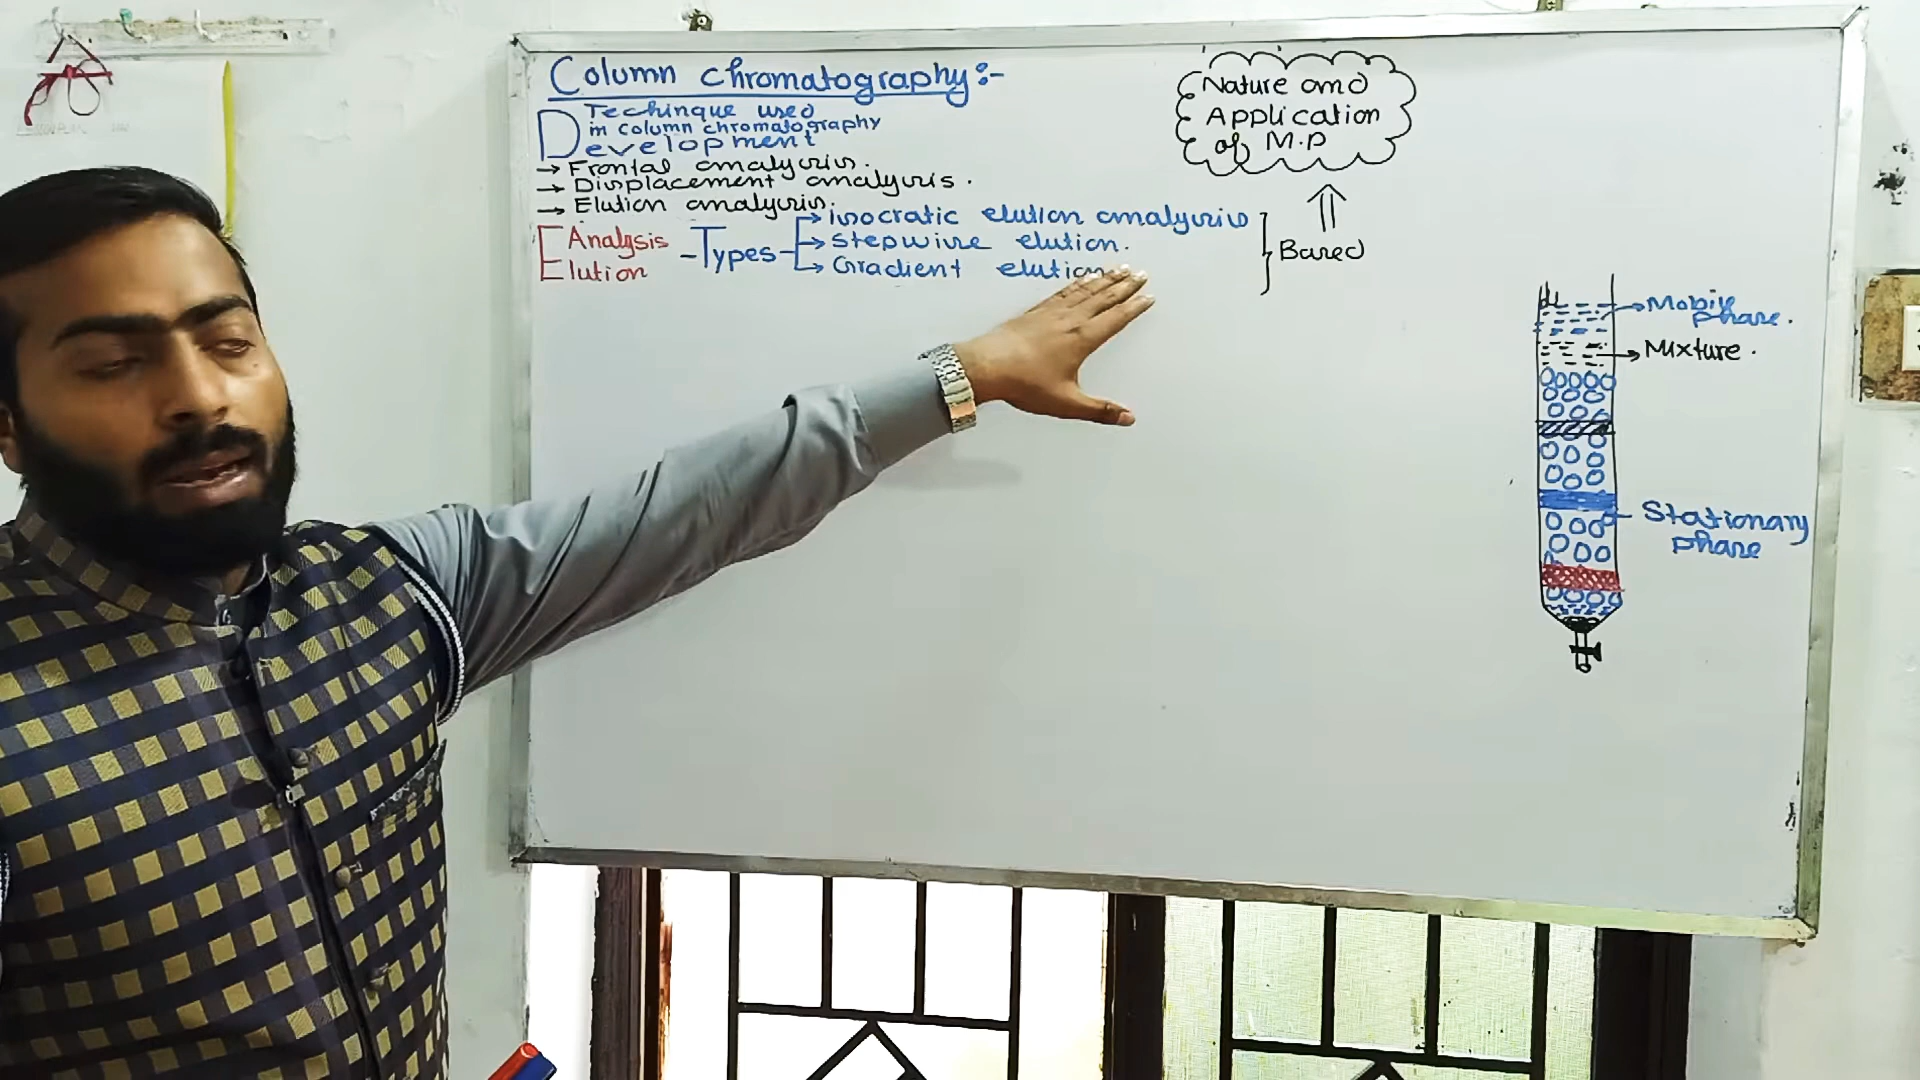 Column chromatography:-
Techinque used
in column chromatography
Development
→ Frontal analysis.
→ Displacement analysis.
→ Elution analysis.
Elution Analysis - Types
→ isocratic elution analysis
→ stepwise elution.
→ Gradient elution
Based
Nature and
Application
of M.P
→ Mobile phase.
→ Mixture.
Stationary
phase